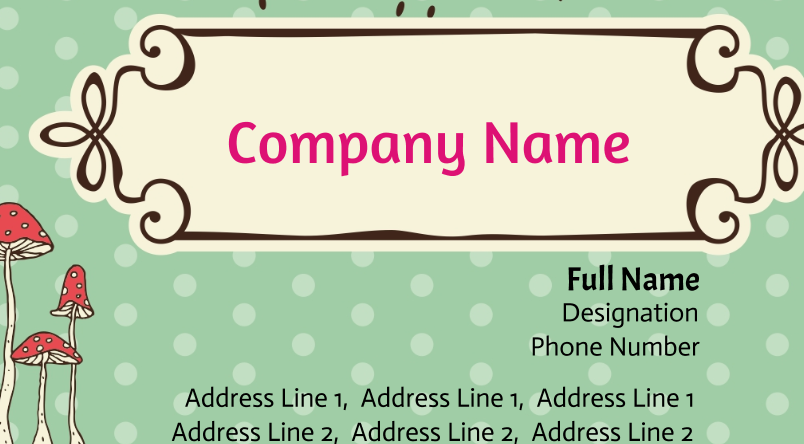 Company Name
Full Name
Designation
Phone Number
Address Line 1, Address Line 1, Address Line 1
Address Line 2, Address Line 2, Address Line 2